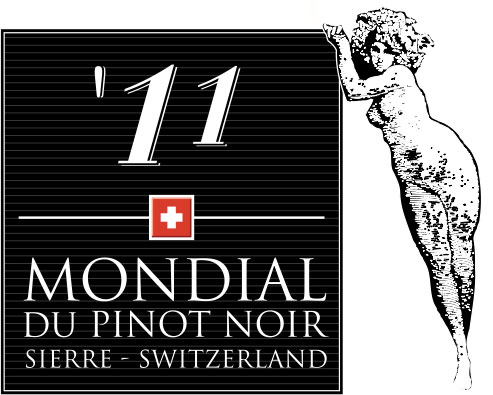 '11
MONDIAL
DU PINOT NOIR
SIERRE - SWITZERLAND